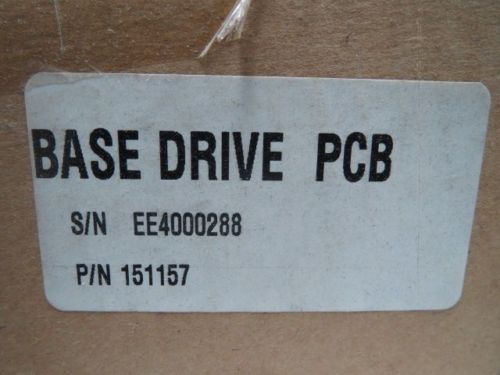 BASE DRIVE PCB
S/N EE4000288
P/N 151157